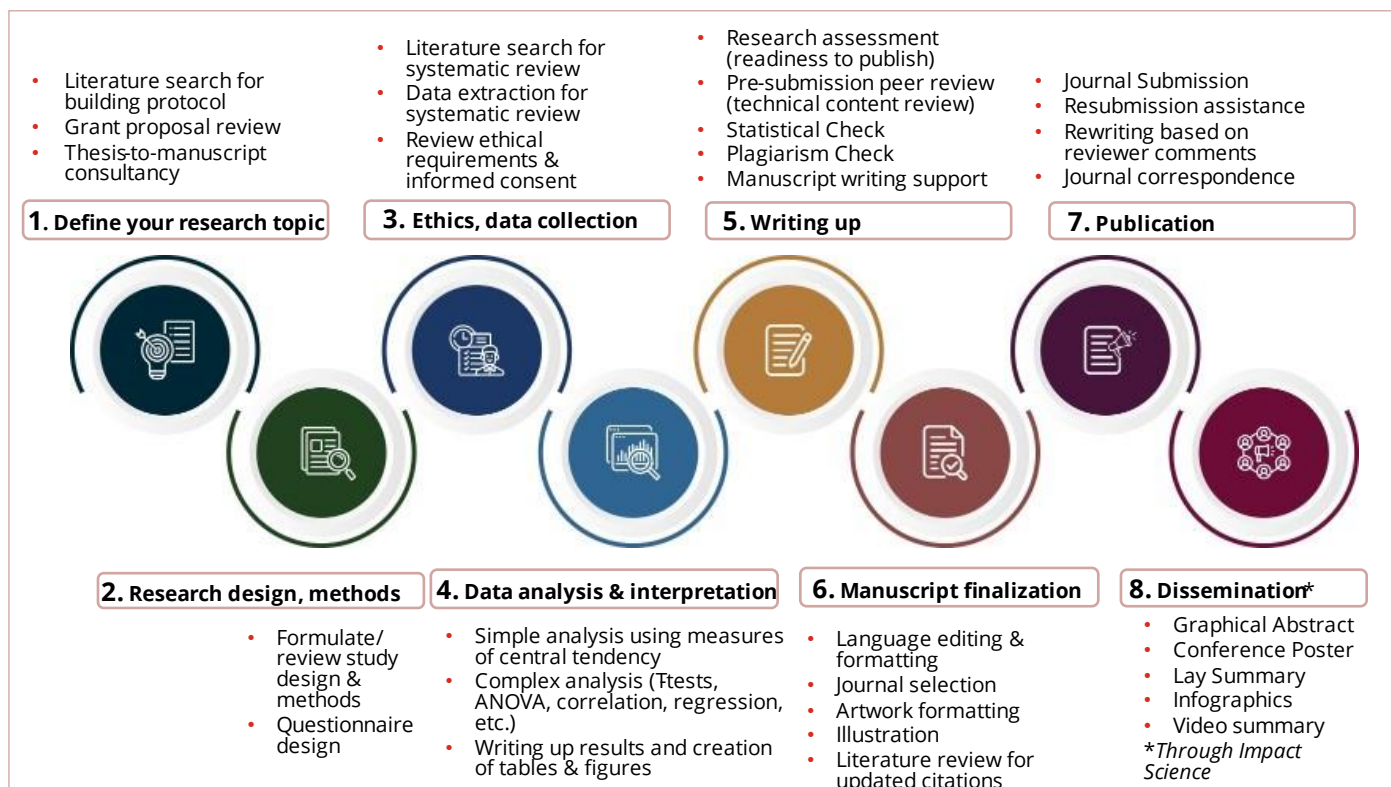 • Literature search for
building protocol
• Grant proposal review
• Thesis-to-manuscript
consultancy
1. Define your research topic
• Literature search for
systematic review
• Data extraction for
systematic review
• Review ethical
requirements &
informed consent
3. Ethics, data collection
• Research assessment
(readiness to publish)
• Pre-submission peer review
(technical content review)
• Statistical Check
• Plagiarism Check
• Manuscript writing support
5. Writing up
• Journal Submission
• Resubmission assistance
• Rewriting based on
reviewer comments
• Journal correspondence
7. Publication
2. Research design, methods
• Formulate/
review study
design &
methods
• Questionnaire
design
4. Data analysis & interpretation
• Simple analysis using measures
of central tendency
• Complex analysis (T-tests,
ANOVA, correlation, regression,
etc.)
• Writing up results and creation
of tables & figures
6. Manuscript finalization
• Language editing &
formatting
• Journal selection
• Artwork formatting
• Illustration
• Literature review for
updated citations
8. Dissemination*
• Graphical Abstract
• Conference Poster
• Lay Summary
• Infographics
• Video summary
*Through Impact
Science